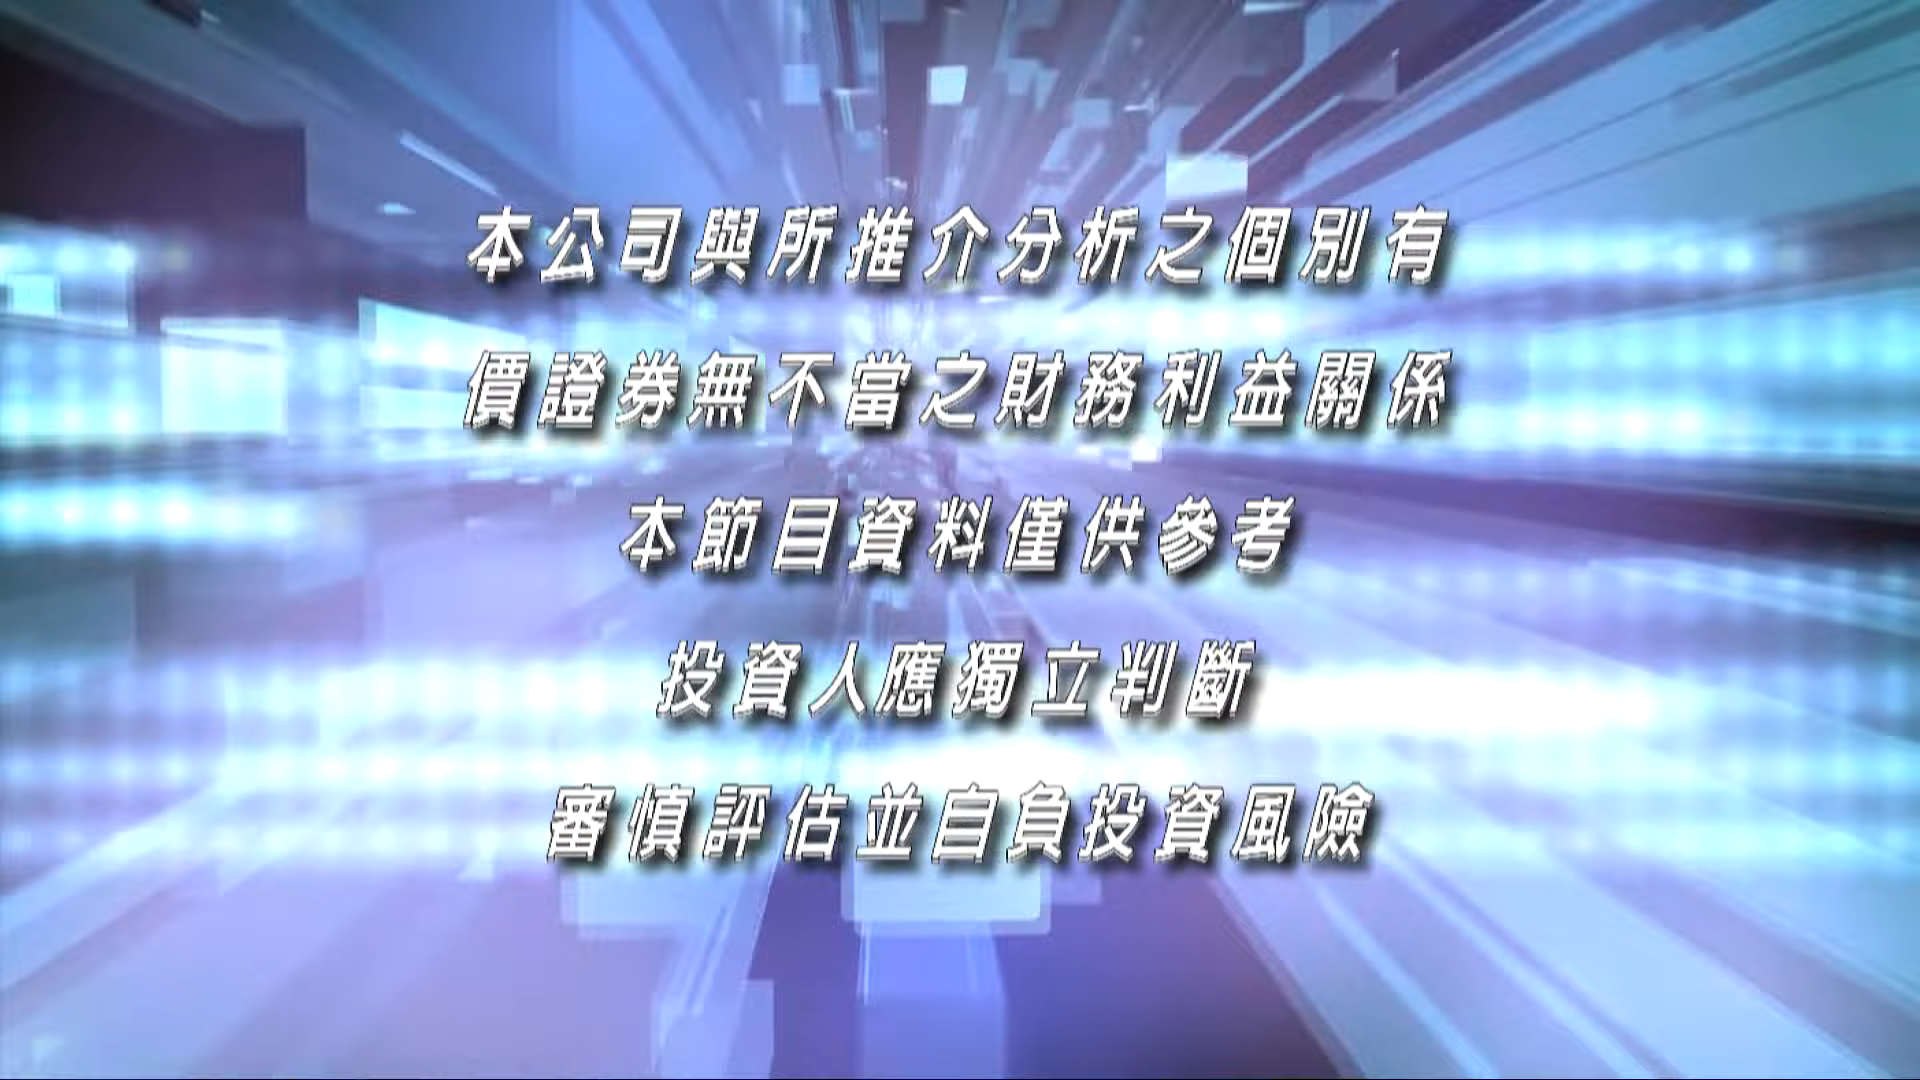 本公司與所推介分析之個別有
價證券無不當之財務利益關係
本節目資料僅供參考
投資人應獨立判斷
審慎評估並自負投資風險